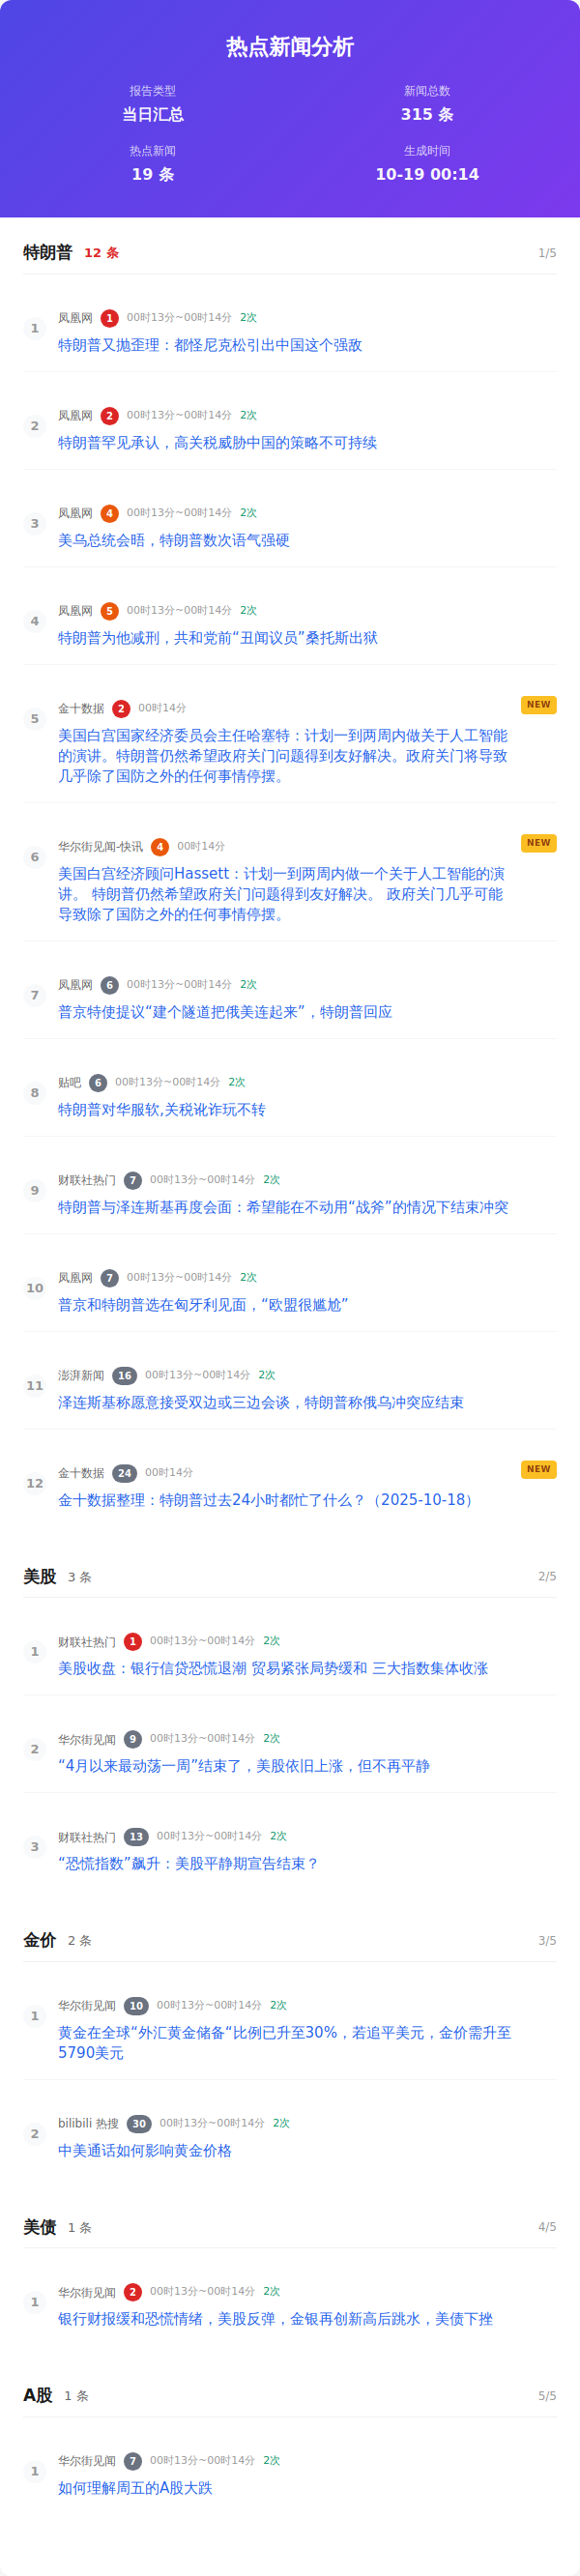 热点新闻分析
报告类型
当日汇总
新闻总数
315 条
热点新闻
19 条
生成时间
10-19 00:14
特朗普 12 条 1/5
1
凤凰网 1 00时13分~00时14分 2次
特朗普又抛歪理：都怪尼克松引出中国这个强敌
2
凤凰网 2 00时13分~00时14分 2次
特朗普罕见承认，高关税威胁中国的策略不可持续
3
凤凰网 4 00时13分~00时14分 2次
美乌总统会晤，特朗普数次语气强硬
4
凤凰网 5 00时13分~00时14分 2次
特朗普为他减刑，共和党前“丑闻议员”桑托斯出狱
5
金十数据 2 00时14分 NEW
美国白宫国家经济委员会主任哈塞特：计划一到两周内做关于人工智能
的演讲。特朗普仍然希望政府关门问题得到友好解决。政府关门将导致
几乎除了国防之外的任何事情停摆。
6
华尔街见闻-快讯 4 00时14分 NEW
美国白宫经济顾问Hassett：计划一到两周内做一个关于人工智能的演
讲。 特朗普仍然希望政府关门问题得到友好解决。 政府关门几乎可能
导致除了国防之外的任何事情停摆。
7
凤凰网 6 00时13分~00时14分 2次
普京特使提议“建个隧道把俄美连起来”，特朗普回应
8
贴吧 6 00时13分~00时14分 2次
特朗普对华服软,关税讹诈玩不转
9
财联社热门 7 00时13分~00时14分 2次
特朗普与泽连斯基再度会面：希望能在不动用“战斧”的情况下结束冲突
10
凤凰网 7 00时13分~00时14分 2次
普京和特朗普选在匈牙利见面，“欧盟很尴尬”
11
澎湃新闻 16 00时13分~00时14分 2次
泽连斯基称愿意接受双边或三边会谈，特朗普称俄乌冲突应结束
12
金十数据 24 00时14分 NEW
金十数据整理：特朗普过去24小时都忙了什么？（2025-10-18）
美股 3 条 2/5
1
财联社热门 1 00时13分~00时14分 2次
美股收盘：银行信贷恐慌退潮 贸易紧张局势缓和 三大指数集体收涨
2
华尔街见闻 9 00时13分~00时14分 2次
“4月以来最动荡一周”结束了，美股依旧上涨，但不再平静
3
财联社热门 13 00时13分~00时14分 2次
“恐慌指数”飙升：美股平静期宣告结束？
金价 2 条 3/5
1
华尔街见闻 10 00时13分~00时14分 2次
黄金在全球“外汇黄金储备“比例已升至30%，若追平美元，金价需升至
5790美元
2
bilibili 热搜 30 00时13分~00时14分 2次
中美通话如何影响黄金价格
美债 1 条 4/5
1
华尔街见闻 2 00时13分~00时14分 2次
银行财报缓和恐慌情绪，美股反弹，金银再创新高后跳水，美债下挫
A股 1 条 5/5
1
华尔街见闻 7 00时13分~00时14分 2次
如何理解周五的A股大跌